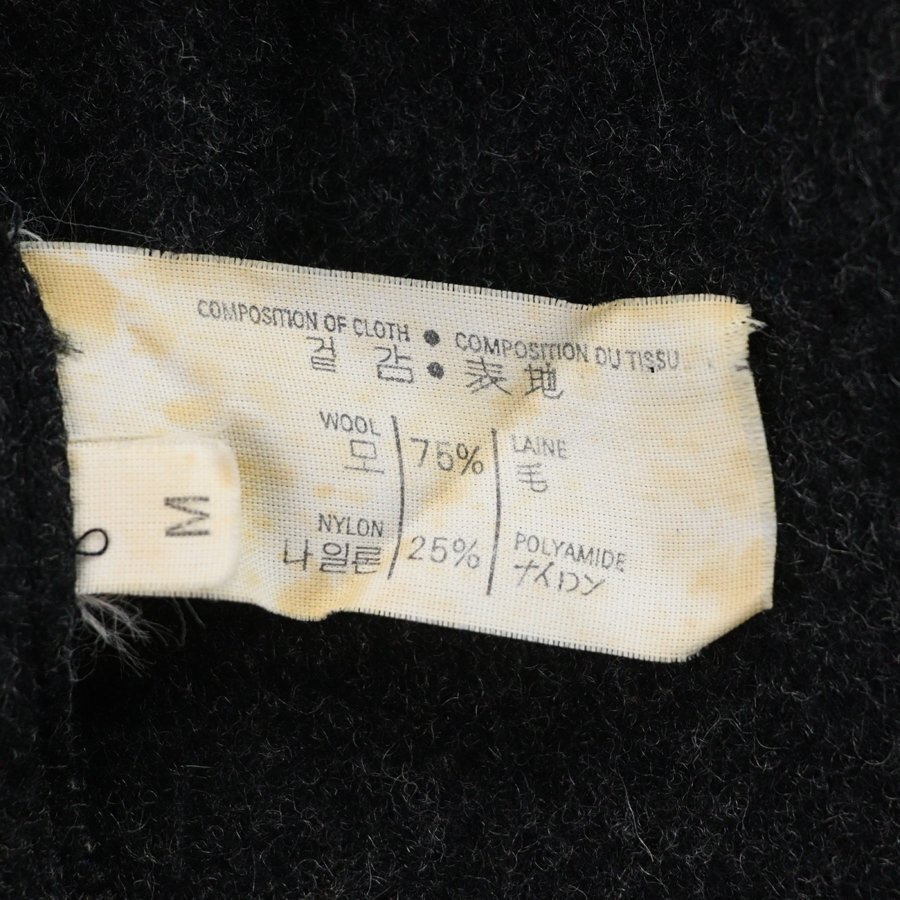 COMPOSITION OF CLOTH • COMPOSITION DU TISSU
겉 감 • 表地
WOOL 75% LAINE
모 毛
NYLON 25% POLYAMIDE
나일론 ナイロン
M